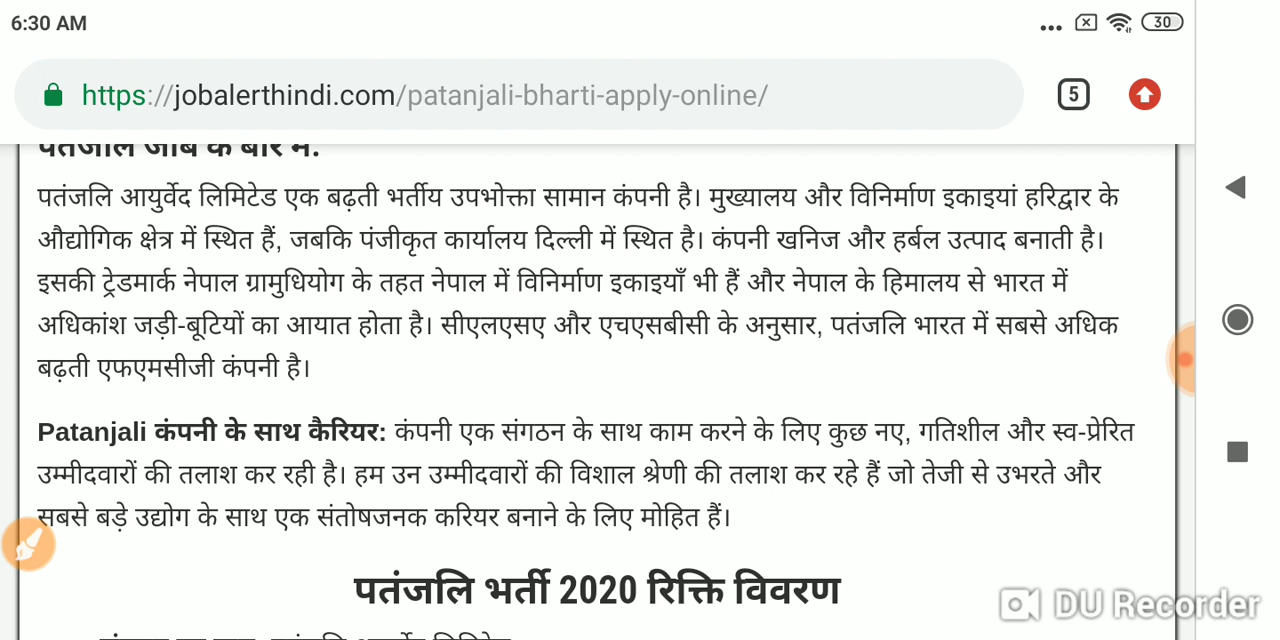 6:30 AM
30
https://jobalerthindi.com/patanjali-bharti-apply-online/
5
पतंजलि जॉब के बारे में:
पतंजलि आयुर्वेद लिमिटेड एक बढ़ती भर्तीय उपभोक्ता सामान कंपनी है। मुख्यालय और विनिर्माण इकाइयां हरिद्वार के
औद्योगिक क्षेत्र में स्थित हैं, जबकि पंजीकृत कार्यालय दिल्ली में स्थित है। कंपनी खनिज और हर्बल उत्पाद बनाती है।
इसकी ट्रेडमार्क नेपाल ग्रामुधियोग के तहत नेपाल में विनिर्माण इकाइयाँ भी हैं और नेपाल के हिमालय से भारत में
अधिकांश जड़ी-बूटियों का आयात होता है। सीएलएसए और एचएसबीसी के अनुसार, पतंजलि भारत में सबसे अधिक
बढ़ती एफएमसीजी कंपनी है।
Patanjali कंपनी के साथ कैरियर: कंपनी एक संगठन के साथ काम करने के लिए कुछ नए, गतिशील और स्व-प्रेरित
उम्मीदवारों की तलाश कर रही है। हम उन उम्मीदवारों की विशाल श्रेणी की तलाश कर रहे हैं जो तेजी से उभरते और
सबसे बड़े उद्योग के साथ एक संतोषजनक करियर बनाने के लिए मोहित हैं।
पतंजलि भर्ती 2020 रिक्ति विवरण
DU Recorder